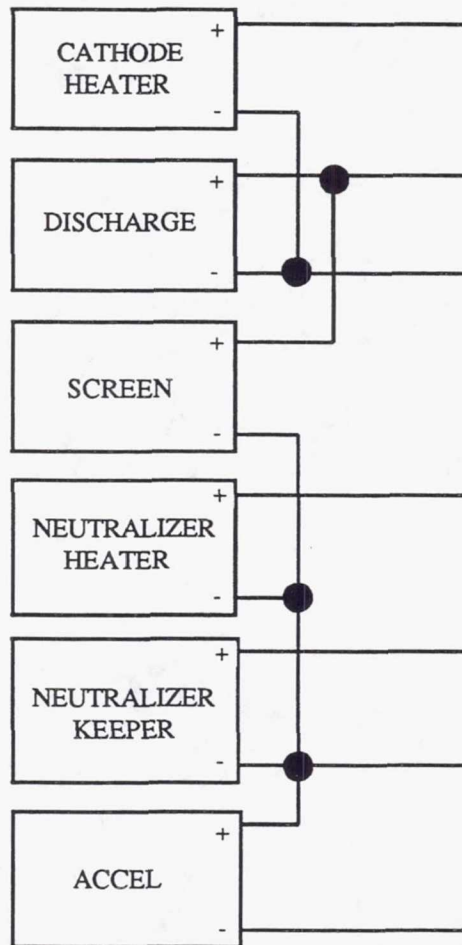 +
CATHODE
HEATER
-
+
DISCHARGE
-
+
SCREEN
-
+
NEUTRALIZER
HEATER
-
+
NEUTRALIZER
KEEPER
-
+
ACCEL
-